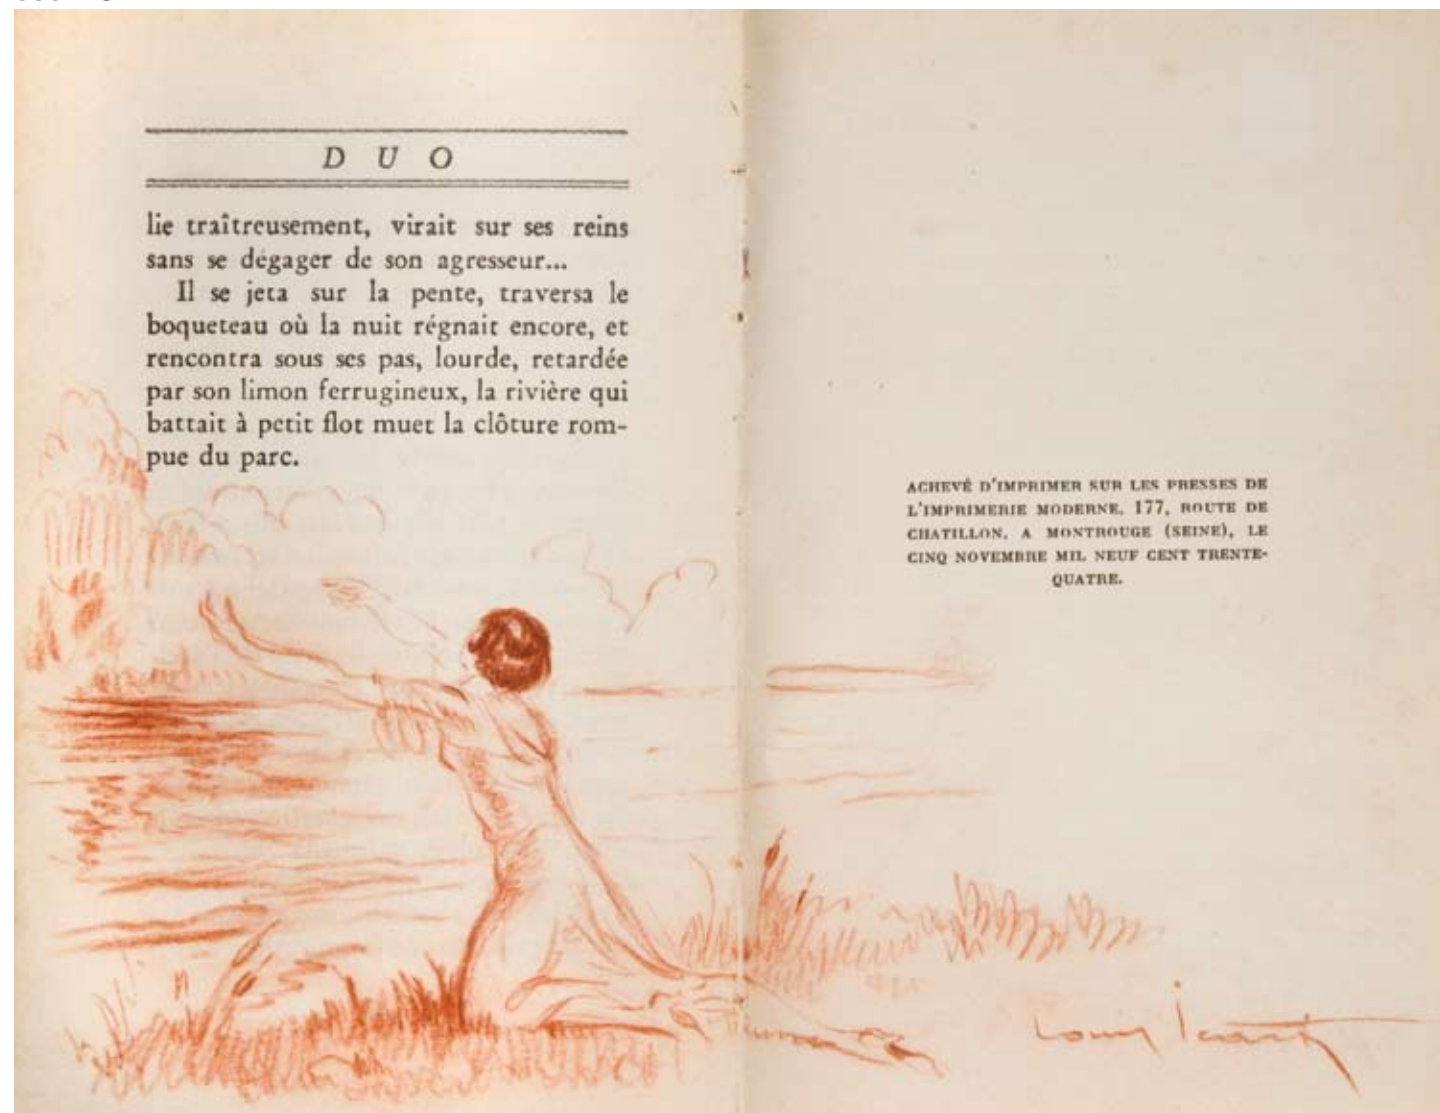 DUO
lie traîtreusement, virait sur ses reins
sans se dégager de son agresseur...
Il se jeta sur la pente, traversa le
boqueteau où la nuit régnait encore, et
rencontra sous ses pas, lourde, retardée
par son limon ferrugineux, la rivière qui
battait à petit flot muet la clôture rom-
pue du parc.
ACHEVÉ D'IMPRIMER SUR LES PRESSES DE
L'IMPRIMERIE MODERNE, 177, ROUTE DE
CHATILLON, A MONTROUGE (SEINE), LE
CINQ NOVEMBRE MIL NEUF CENT TRENTE-
QUATRE.
Louis Icart